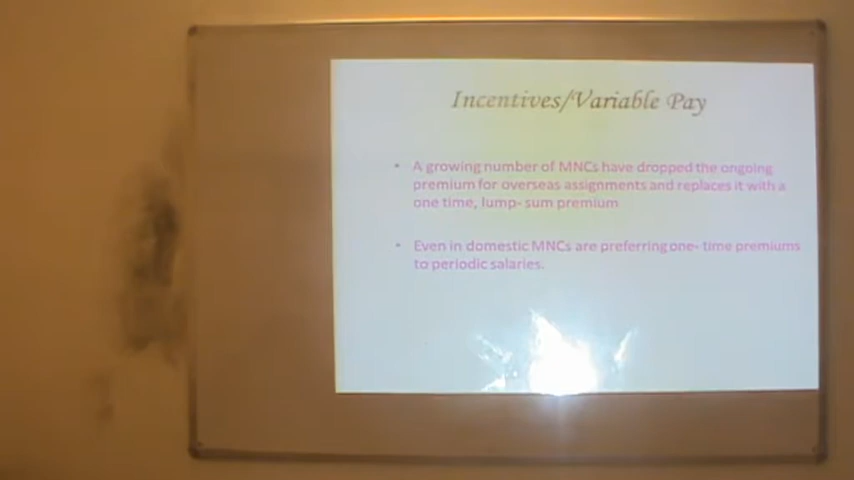 Incentives/Variable Pay
• A growing number of MNCs have dropped the ongoing
premium for overseas assignments and replaces it with a
one time, lump- sum premium
• Even in domestic MNCs are preferring one- time premiums
to periodic salaries.